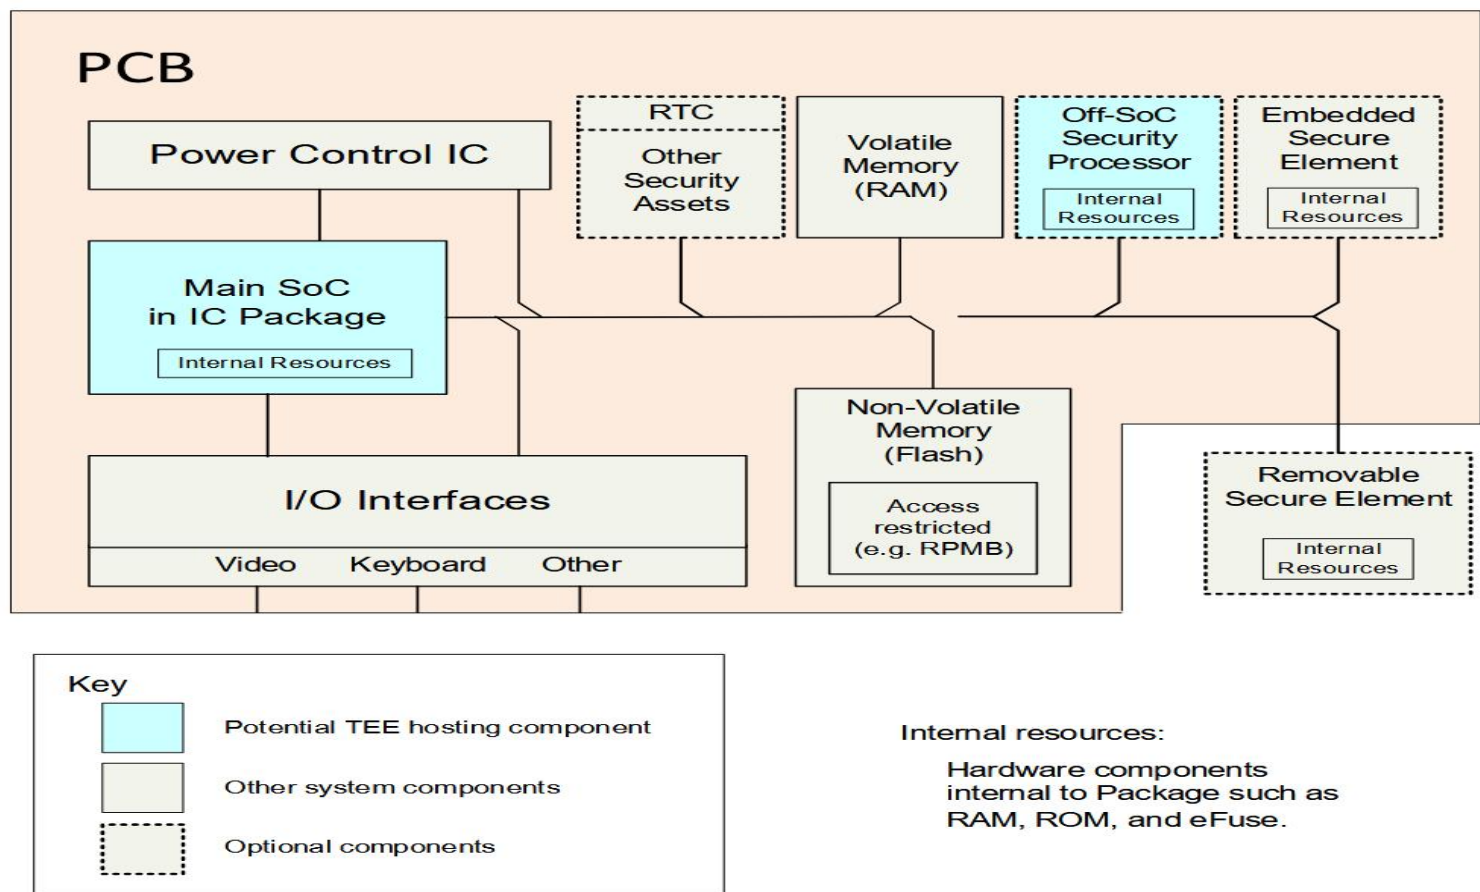 PCB
Power Control IC
RTC
Other
Security
Assets
Volatile
Memory
(RAM)
Off-SoC
Security
Processor
Internal
Resources
Embedded
Secure
Element
Internal
Resources
Main SoC
in IC Package
Internal Resources
I/O Interfaces
Video Keyboard Other
Non-Volatile
Memory
(Flash)
Access
restricted
(e.g. RPMB)
Removable
Secure Element
Internal
Resources
Key
Potential TEE hosting component
Other system components
Optional components
Internal resources:
Hardware components
internal to Package such as
RAM, ROM, and eFuse.